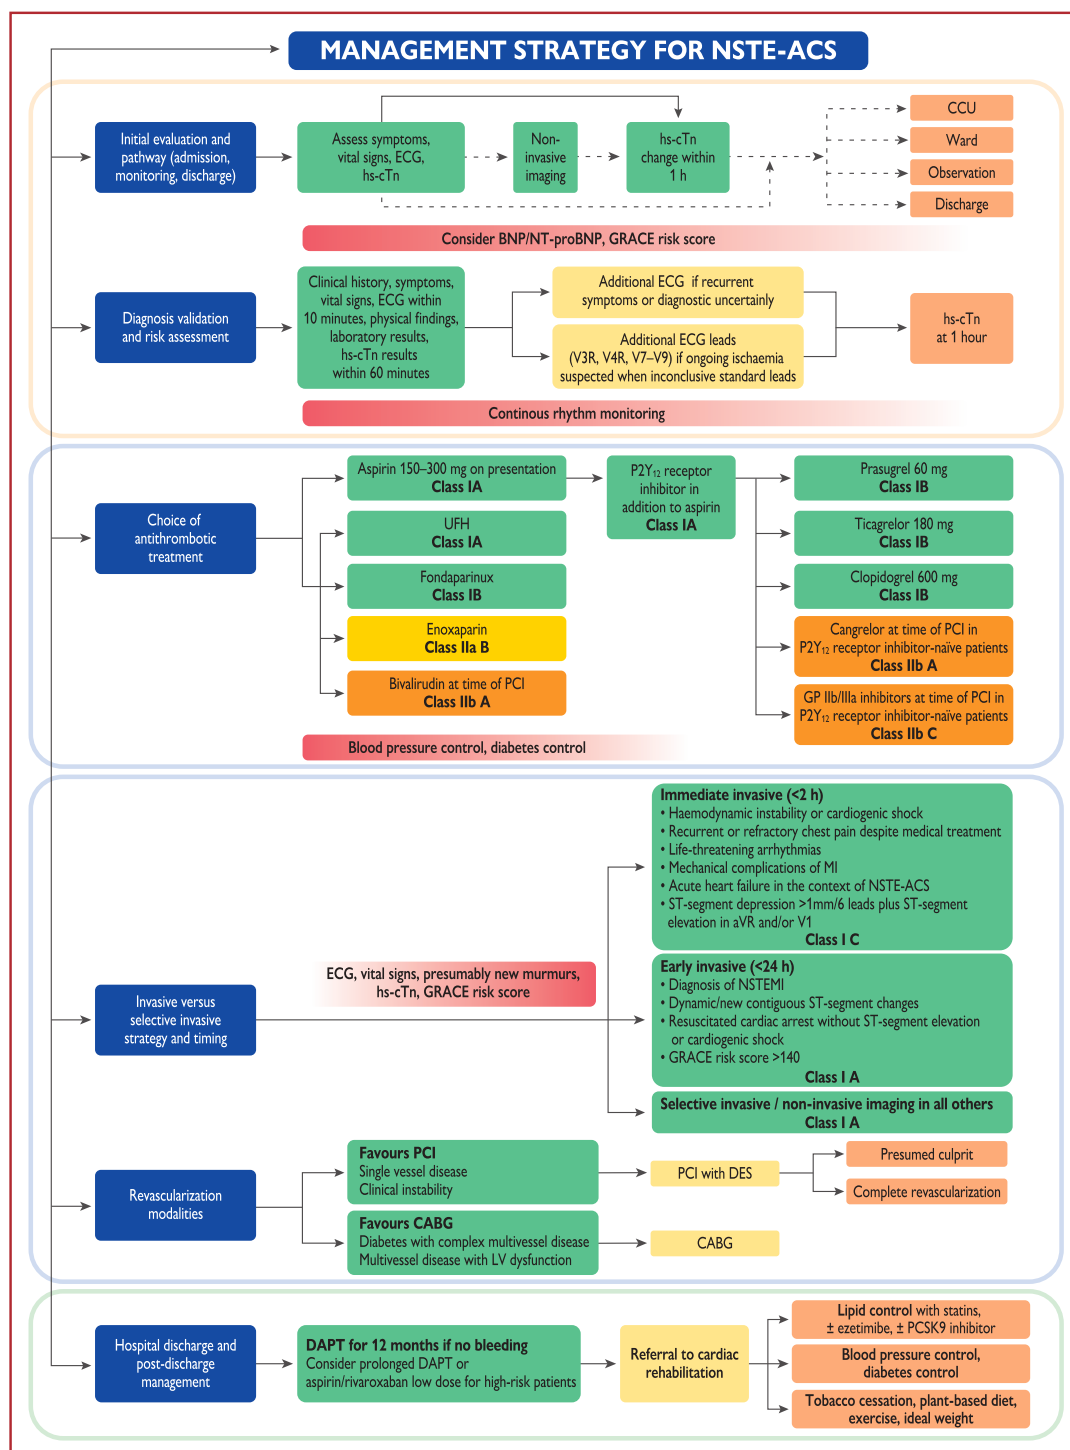 MANAGEMENT STRATEGY FOR NSTE-ACS
Initial evaluation and
pathway (admission,
monitoring, discharge)
Assess symptoms,
vital signs, ECG,
hs-cTn
Non-
invasive
imaging
hs-cTn
change within
1 h
CCU
Ward
Observation
Discharge
Consider BNP/NT-proBNP, GRACE risk score
Diagnosis validation
and risk assessment
Clinical history, symptoms,
vital signs, ECG within
10 minutes, physical findings,
laboratory results,
hs-cTn results
within 60 minutes
Additional ECG if recurrent
symptoms or diagnostic uncertainly
Additional ECG leads
(V3R, V4R, V7–V9) if ongoing ischaemia
suspected when inconclusive standard leads
hs-cTn
at 1 hour
Continous rhythm monitoring
Choice of
antithrombotic
treatment
Aspirin 150–300 mg on presentation
Class IA
UFH
Class IA
Fondaparinux
Class IB
Enoxaparin
Class IIa B
Bivalirudin at time of PCI
Class IIb A
P2Y₁₂ receptor
inhibitor in
addition to aspirin
Class IA
Prasugrel 60 mg
Class IB
Ticagrelor 180 mg
Class IB
Clopidogrel 600 mg
Class IB
Cangrelor at time of PCI in
P2Y₁₂ receptor inhibitor-naïve patients
Class IIb A
GP IIb/IIIa inhibitors at time of PCI in
P2Y₁₂ receptor inhibitor-naïve patients
Class IIb C
Blood pressure control, diabetes control
Invasive versus
selective invasive
strategy and timing
ECG, vital signs, presumably new murmurs,
hs-cTn, GRACE risk score
Immediate invasive (<2 h)
• Haemodynamic instability or cardiogenic shock
• Recurrent or refractory chest pain despite medical treatment
• Life-threatening arrhythmias
• Mechanical complications of MI
• Acute heart failure in the context of NSTE-ACS
• ST-segment depression >1mm/6 leads plus ST-segment
elevation in aVR and/or V1
Class I C
Early invasive (<24 h)
• Diagnosis of NSTEMI
• Dynamic/new contiguous ST-segment changes
• Resuscitated cardiac arrest without ST-segment elevation
or cardiogenic shock
• GRACE risk score >140
Class I A
Selective invasive / non-invasive imaging in all others
Class I A
Revascularization
modalities
Favours PCI
Single vessel disease
Clinical instability
Favours CABG
Diabetes with complex multivessel disease
Multivessel disease with LV dysfunction
PCI with DES
CABG
Presumed culprit
Complete revascularization
Hospital discharge and
post-discharge
management
DAPT for 12 months if no bleeding
Consider prolonged DAPT or
aspirin/rivaroxaban low dose for high-risk patients
Referral to cardiac
rehabilitation
Lipid control with statins,
± ezetimibe, ± PCSK9 inhibitor
Blood pressure control,
diabetes control
Tobacco cessation, plant-based diet,
exercise, ideal weight